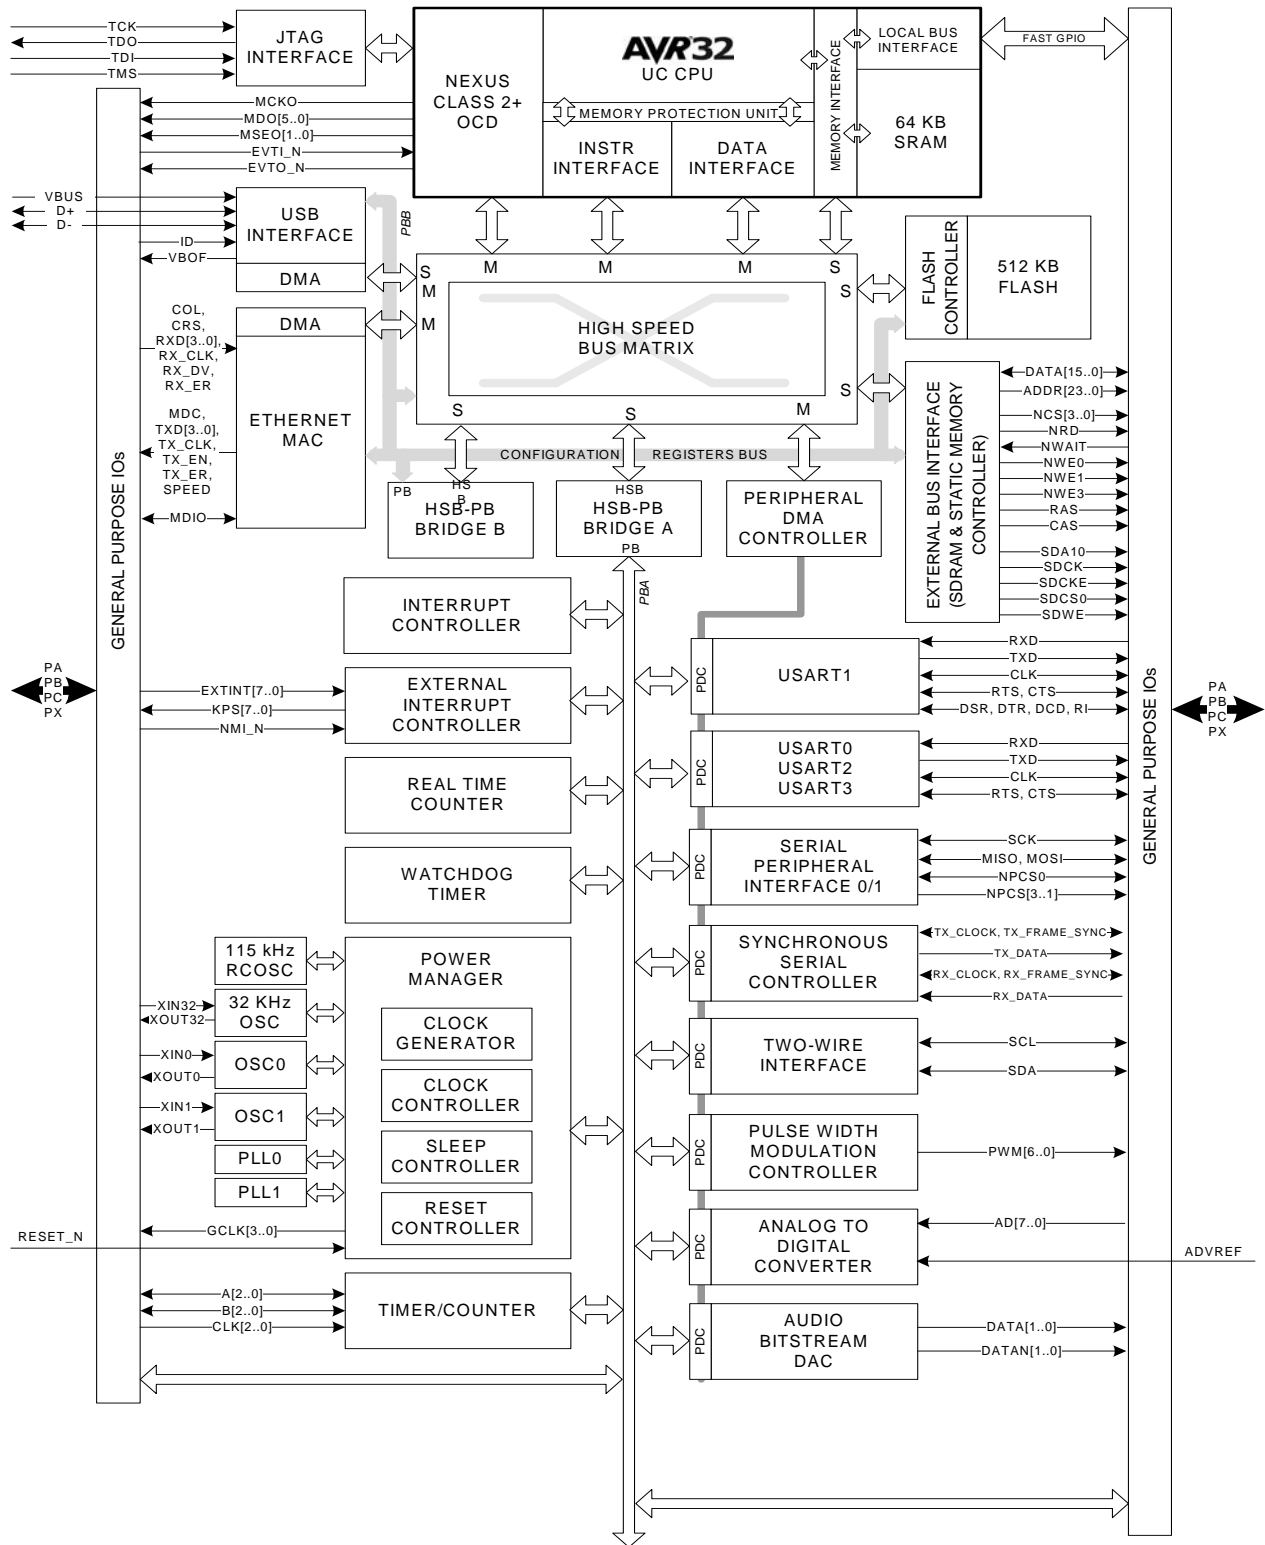 TCK
TDO
TDI
TMS
JTAG
INTERFACE
NEXUS
CLASS 2+
OCD
AVR32
UC CPU
MEMORY PROTECTION UNIT
INSTR
INTERFACE
DATA
INTERFACE
MEMORY INTERFACE
LOCAL BUS
INTERFACE
64 KB
SRAM
FAST GPIO
MCKO
MDO[5..0]
MSEO[1..0]
EVTI_N
EVTO_N
VBUS
D+
D-
ID
VBOF
USB
INTERFACE
DMA
PBB
S
M
M
M
M
M
S
S
S
S
S
M
HIGH SPEED
BUS MATRIX
FLASH
CONTROLLER
512 KB
FLASH
COL,
CRS,
RXD[3..0],
RX_CLK,
RX_DV,
RX_ER
MDC,
TXD[3..0],
TX_CLK,
TX_EN,
TX_ER,
SPEED
MDIO
DMA
ETHERNET
MAC
CONFIGURATION REGISTERS BUS
PB
HS
B
HSB-PB
BRIDGE B
HSB
HSB-PB
BRIDGE A
PB
PBA
PERIPHERAL
DMA
CONTROLLER
EXTERNAL BUS INTERFACE
(SDRAM & STATIC MEMORY
CONTROLLER)
DATA[15..0]
ADDR[23..0]
NCS[3..0]
NRD
NWAIT
NWE0
NWE1
NWE3
RAS
CAS
SDA10
SDCK
SDCKE
SDCS0
SDWE
GENERAL PURPOSE IOs
GENERAL PURPOSE IOs
PA
PB
PC
PX
PA
PB
PC
PX
INTERRUPT
CONTROLLER
EXTINT[7..0]
KPS[7..0]
NMI_N
EXTERNAL
INTERRUPT
CONTROLLER
REAL TIME
COUNTER
WATCHDOG
TIMER
115 kHz
RCOSC
XIN32
XOUT32
32 KHz
OSC
XIN0
XOUT0
OSC0
XIN1
XOUT1
OSC1
PLL0
PLL1
GCLK[3..0]
RESET_N
POWER
MANAGER
CLOCK
GENERATOR
CLOCK
CONTROLLER
SLEEP
CONTROLLER
RESET
CONTROLLER
A[2..0]
B[2..0]
CLK[2..0]
TIMER/COUNTER
PDC
USART1
RXD
TXD
CLK
RTS, CTS
DSR, DTR, DCD, RI
PDC
USART0
USART2
USART3
RXD
TXD
CLK
RTS, CTS
PDC
SERIAL
PERIPHERAL
INTERFACE 0/1
SCK
MISO, MOSI
NPCS0
NPCS[3..1]
PDC
SYNCHRONOUS
SERIAL
CONTROLLER
TX_CLOCK, TX_FRAME_SYNC
TX_DATA
RX_CLOCK, RX_FRAME_SYNC
RX_DATA
PDC
TWO-WIRE
INTERFACE
SCL
SDA
PDC
PULSE WIDTH
MODULATION
CONTROLLER
PWM[6..0]
PDC
ANALOG TO
DIGITAL
CONVERTER
AD[7..0]
ADVREF
PDC
AUDIO
BITSTREAM
DAC
DATA[1..0]
DATAN[1..0]